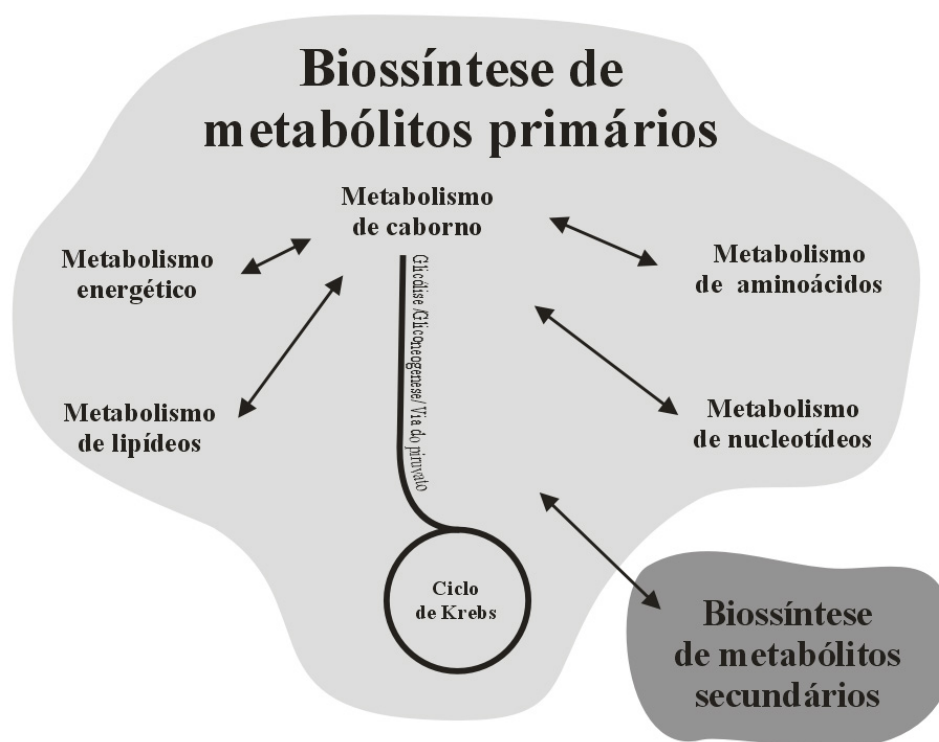 Biossíntese de
metabólitos primários
Metabolismo
de caborno
Metabolismo
energético
Metabolismo
de aminoácidos
Glicólise /Gliconeogenese/ Via do piruvato
Metabolismo
de lipídeos
Metabolismo
de nucleotídeos
Ciclo
de Krebs
Biossíntese
de metabólitos
secundários